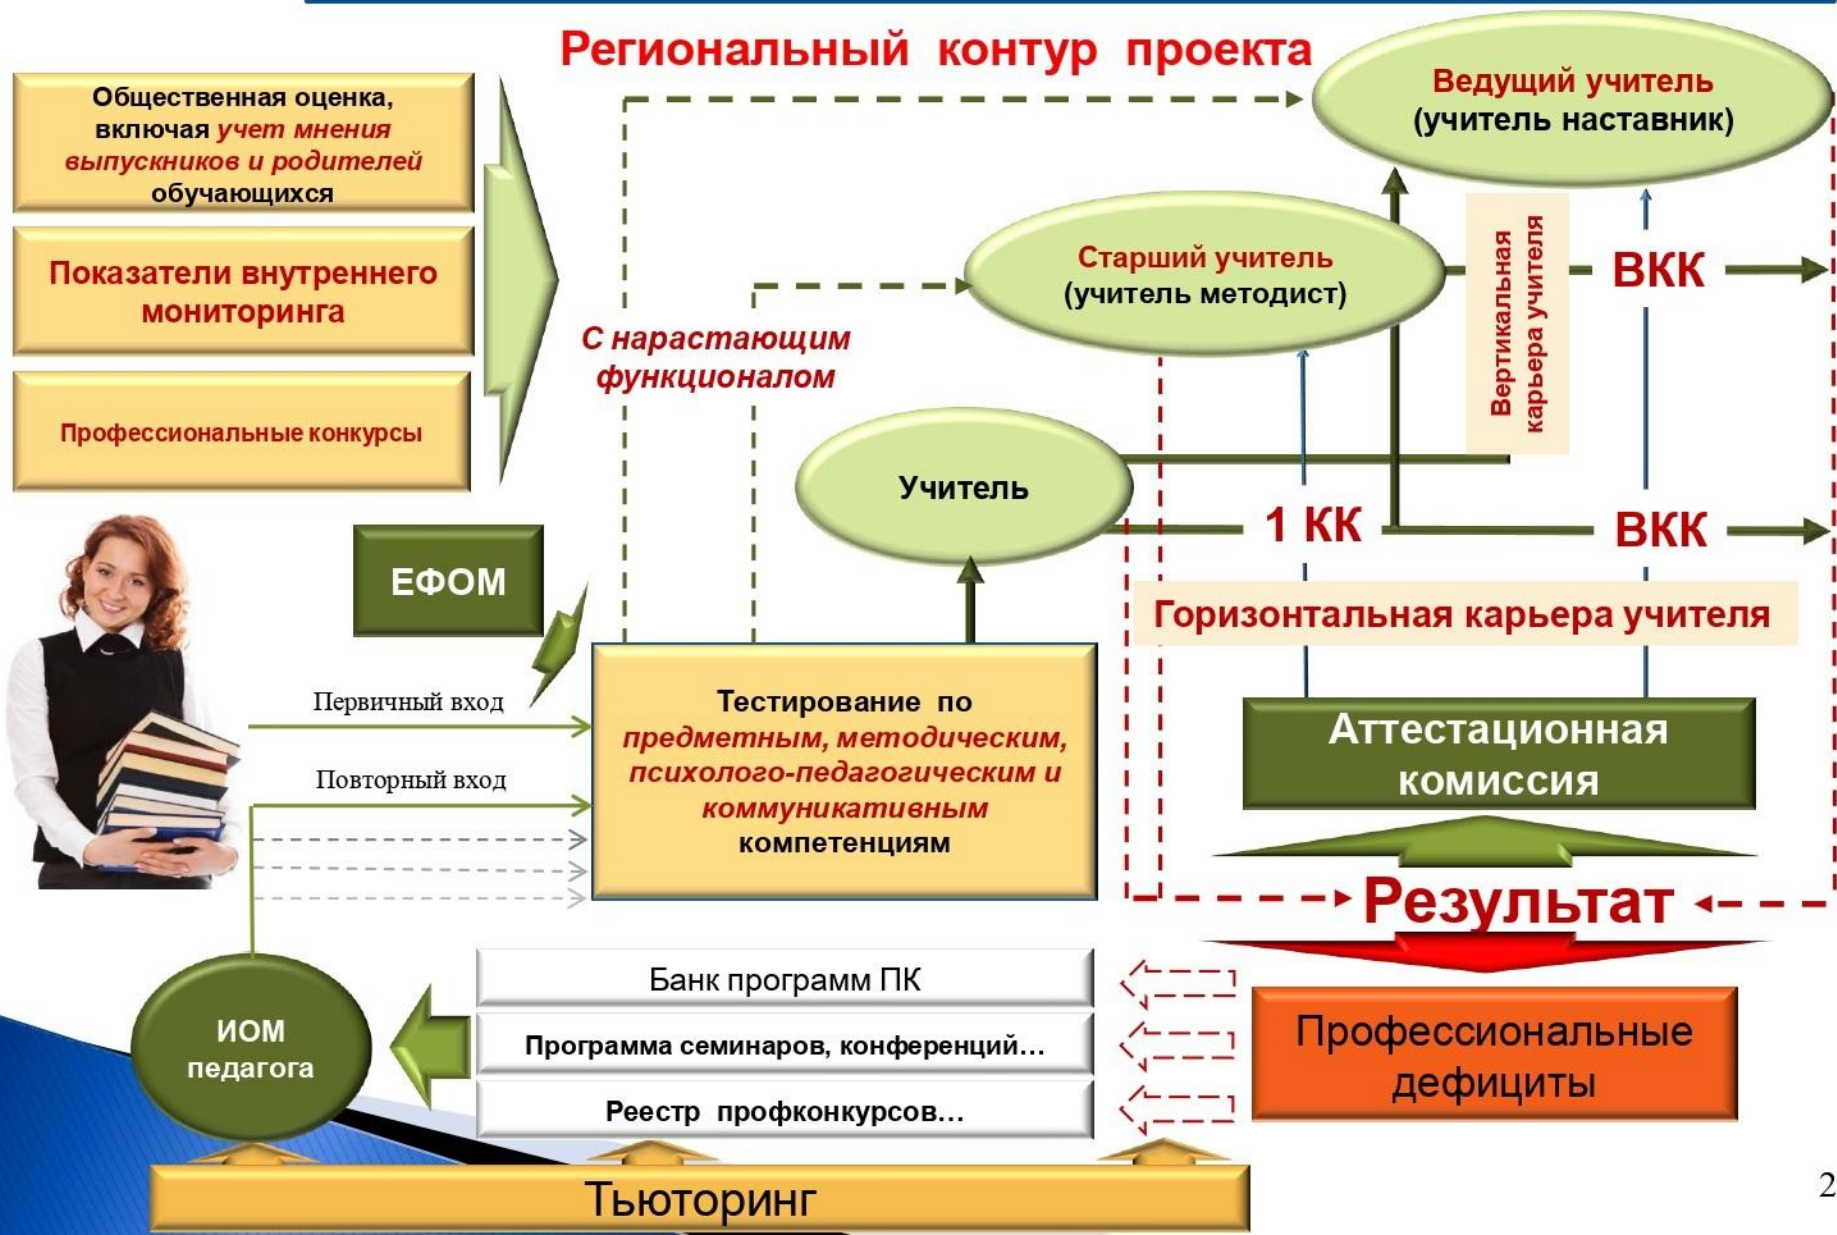 Региональный контур проекта
Общественная оценка,
включая учет мнения
выпускников и родителей
обучающихся
Показатели внутреннего
мониторинга
Профессиональные конкурсы
Ведущий учитель
(учитель наставник)
Старший учитель
(учитель методист)
Вертикальная
карьера учителя
ВКК
С нарастающим
функционалом
Учитель
1 КК
ВКК
Горизонтальная карьера учителя
ЕФОМ
Первичный вход
Повторный вход
Тестирование по
предметным, методическим,
психолого-педагогическим и
коммуникативным
компетенциям
Аттестационная
комиссия
Результат
Банк программ ПК
Программа семинаров, конференций…
Реестр профконкурсов…
ИОМ
педагога
Профессиональные
дефициты
Тьюторинг
2